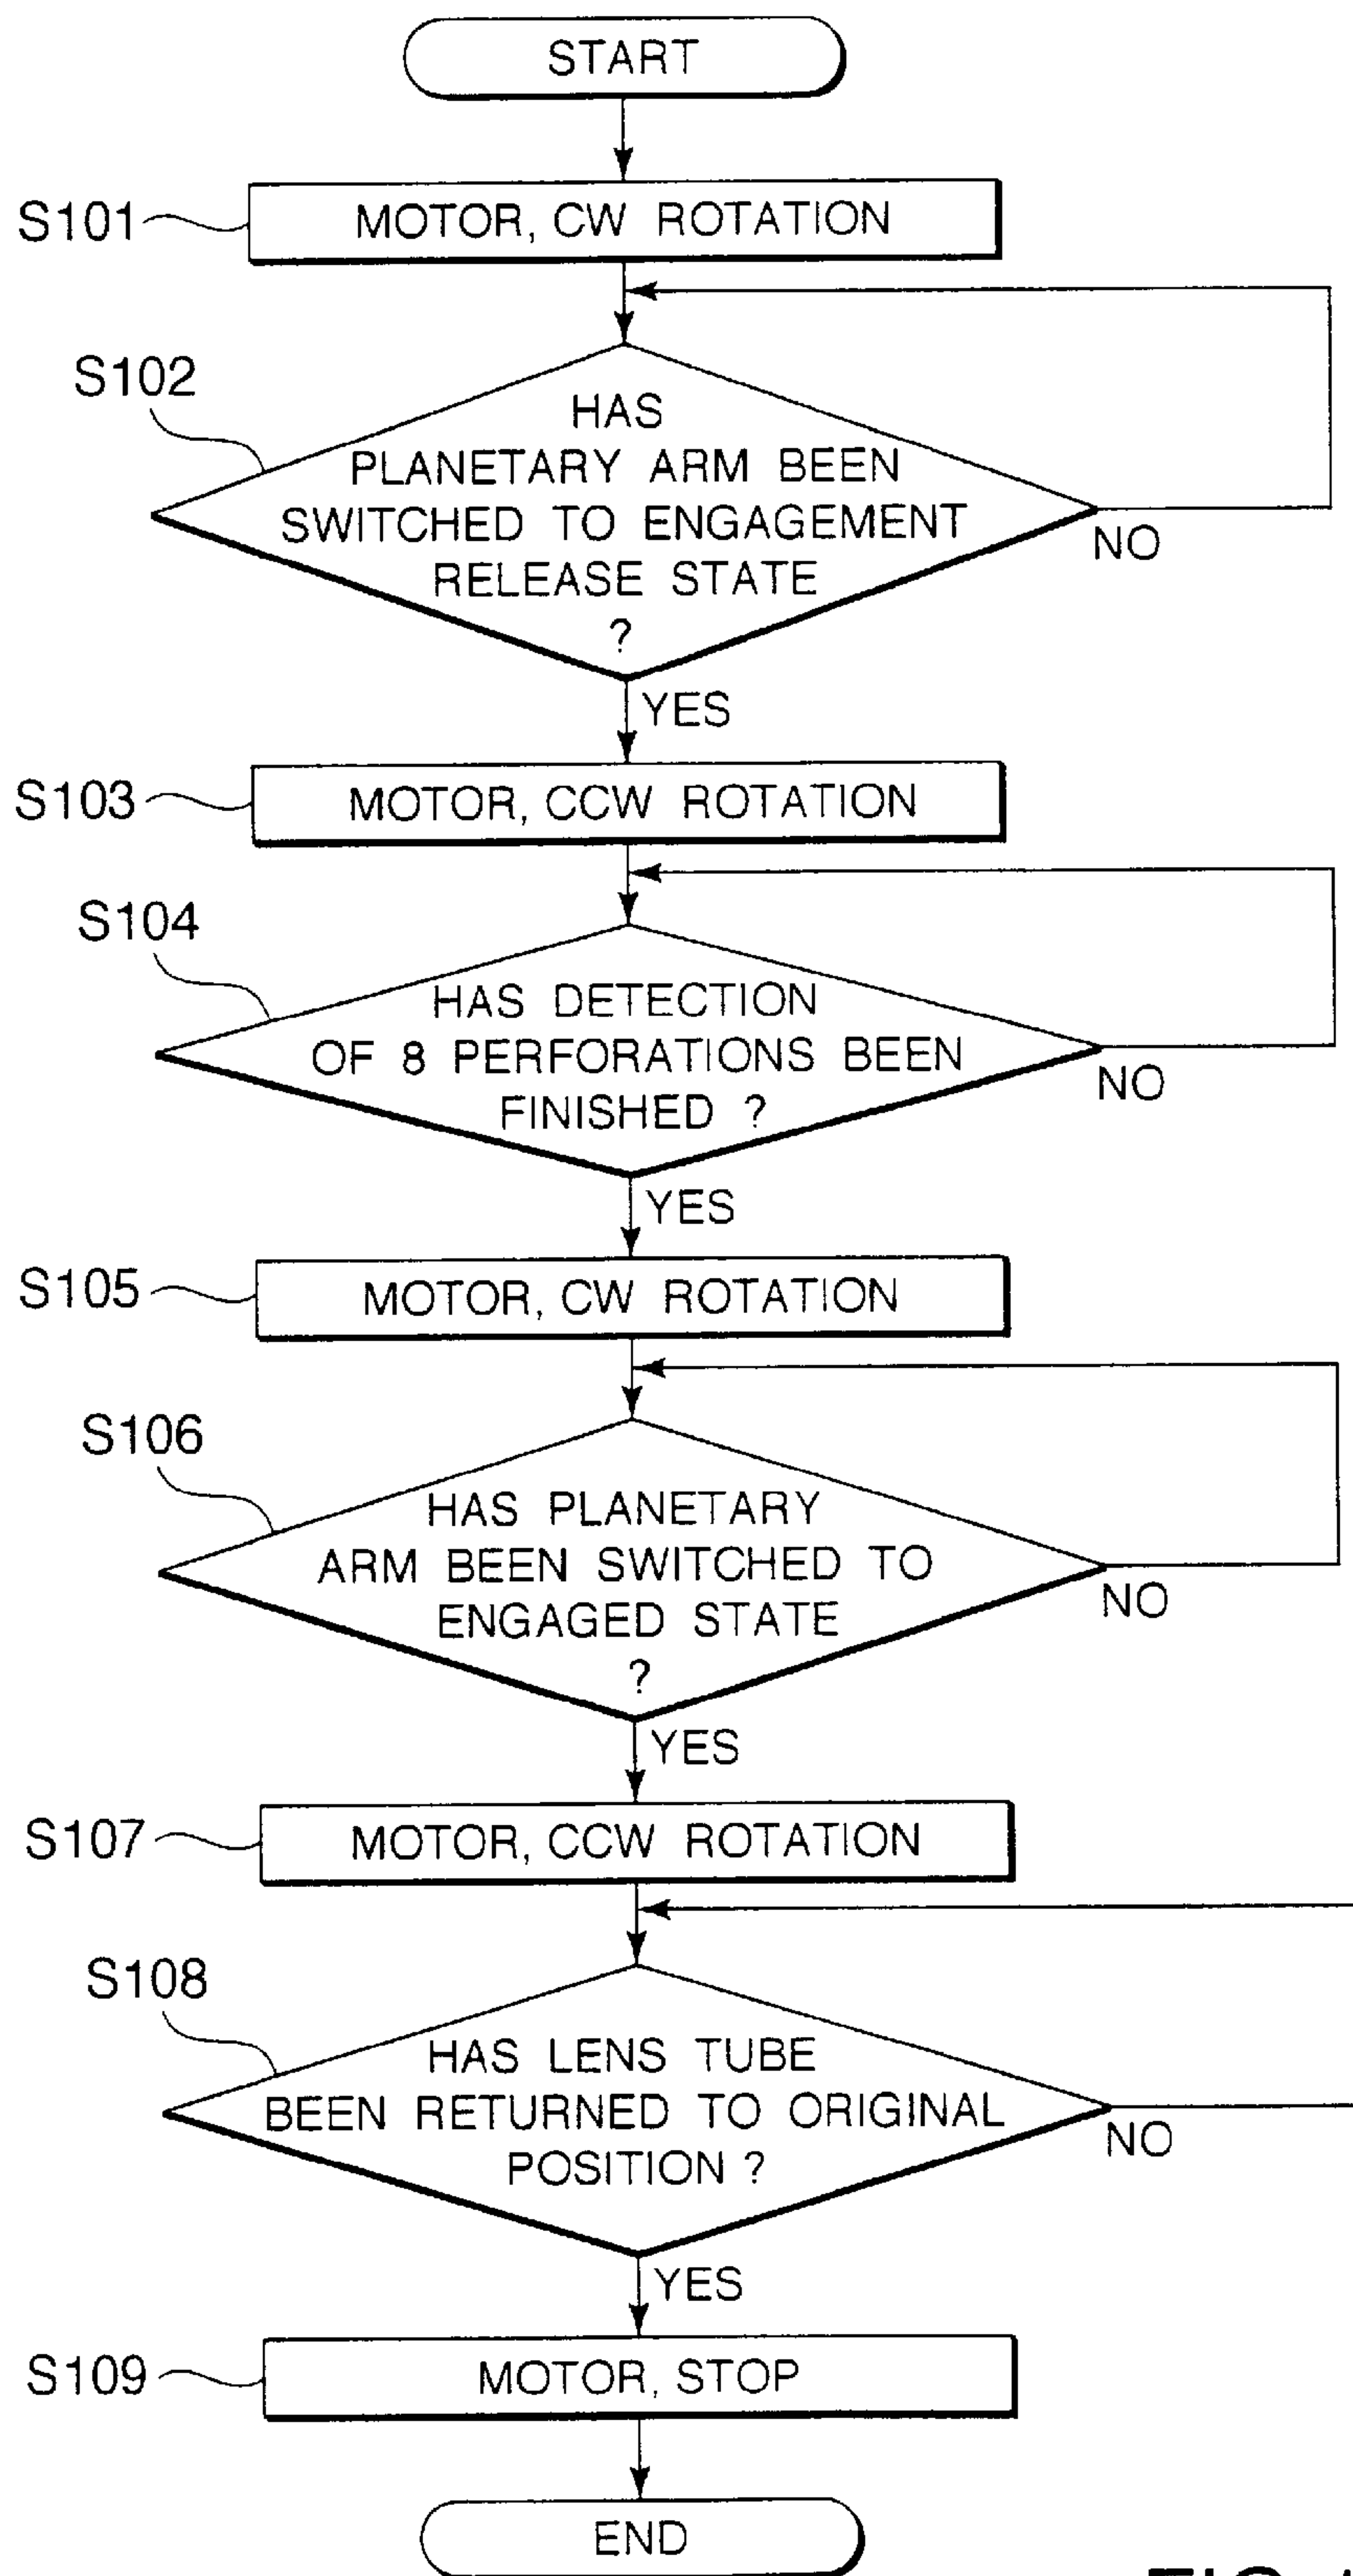 START
S101
MOTOR, CW ROTATION
S102
HAS
PLANETARY ARM BEEN
SWITCHED TO ENGAGEMENT
RELEASE STATE
?
NO
YES
S103
MOTOR, CCW ROTATION
S104
HAS DETECTION
OF 8 PERFORATIONS BEEN
FINISHED ?
NO
YES
S105
MOTOR, CW ROTATION
S106
HAS PLANETARY
ARM BEEN SWITCHED TO
ENGAGED STATE
?
NO
YES
S107
MOTOR, CCW ROTATION
S108
HAS LENS TUBE
BEEN RETURNED TO ORIGINAL
POSITION ?
NO
YES
S109
MOTOR, STOP
END